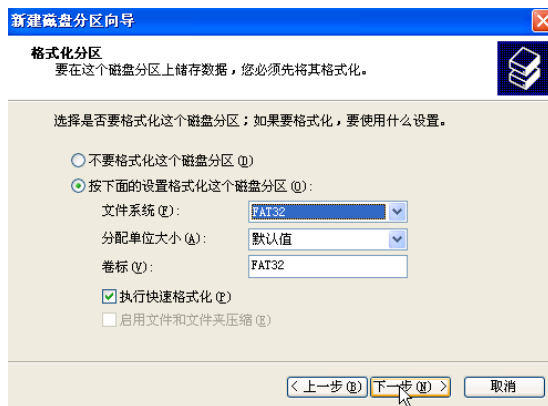 新建磁盘分区向导
格式化分区
要在这个磁盘分区上储存数据，您必须先将其格式化。
选择是否要格式化这个磁盘分区；如果要格式化，要使用什么设置。
不要格式化这个磁盘分区(D)
按下面的设置格式化这个磁盘分区(O):
文件系统(F): FAT32
分配单位大小(A): 默认值
卷标(V): FAT32
执行快速格式化(P)
启用文件和文件夹压缩(E)
< 上一步(B) 下一步(N) > 取消